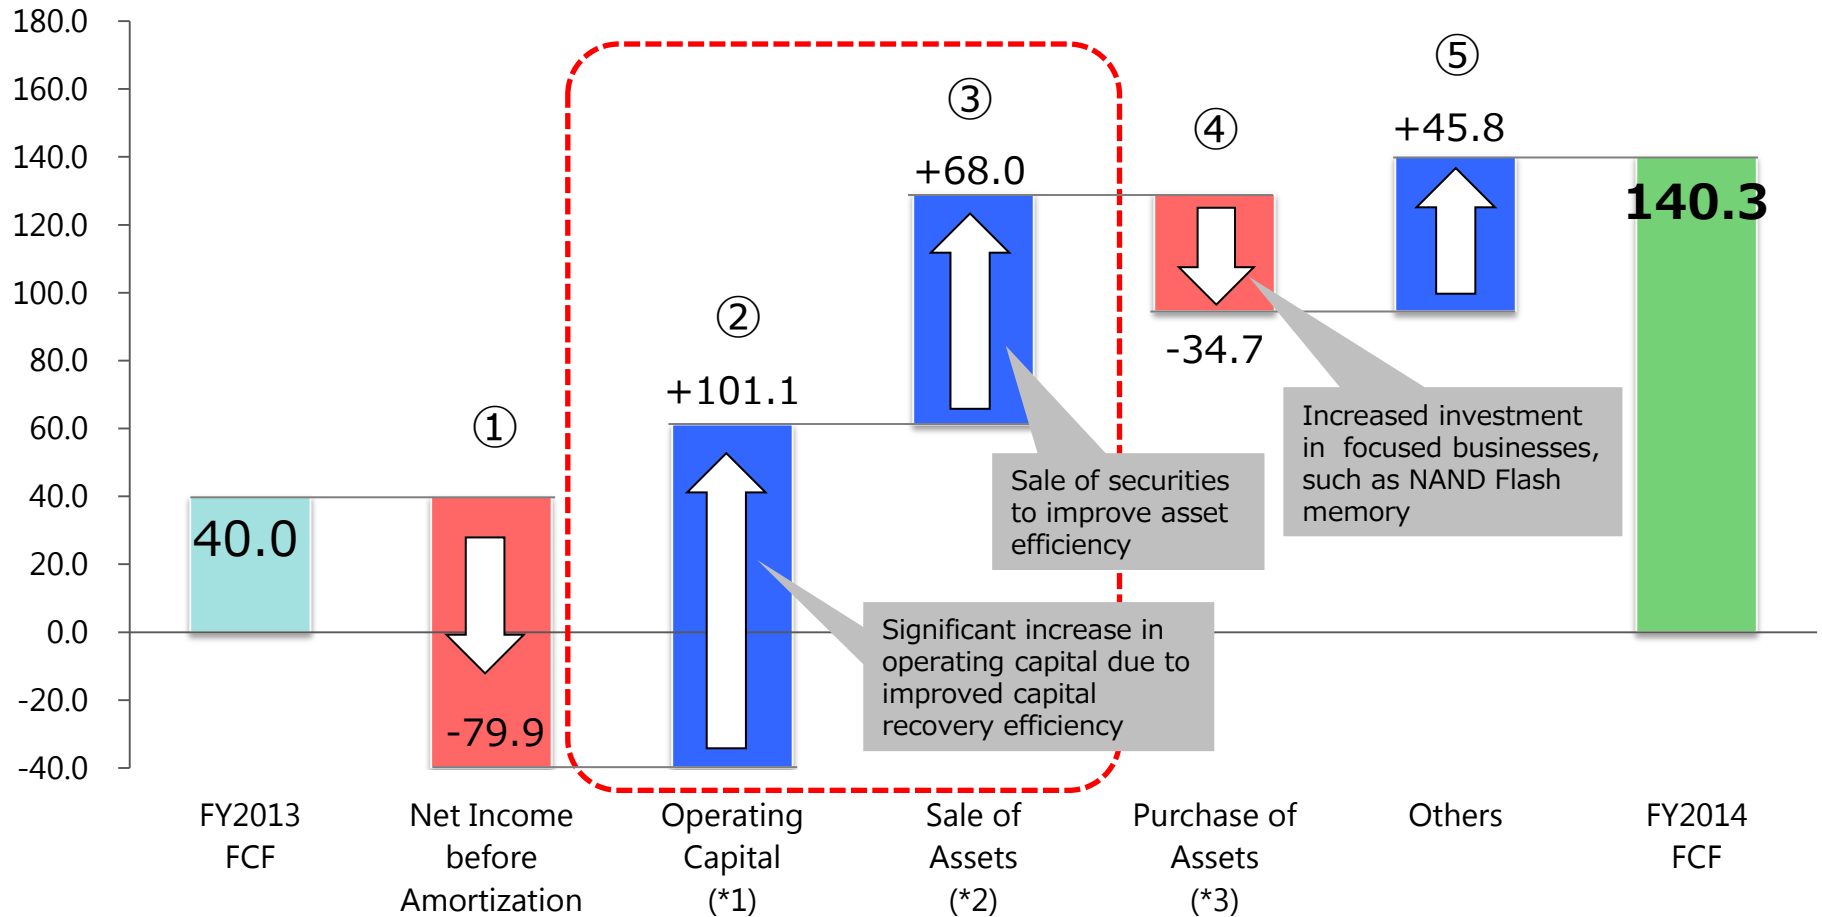 180.0
160.0
140.0
120.0
100.0
80.0
60.0
40.0
20.0
0.0
-20.0
-40.0
40.0
①
-79.9
②
+101.1
③
+68.0
④
-34.7
⑤
+45.8
140.3
Significant increase in
operating capital due to
improved capital
recovery efficiency
Sale of securities
to improve asset
efficiency
Increased investment
in focused businesses,
such as NAND Flash
memory
FY2013
FCF
Net Income
before
Amortization
Operating
Capital
(*1)
Sale of
Assets
(*2)
Purchase of
Assets
(*3)
Others
FY2014
FCF